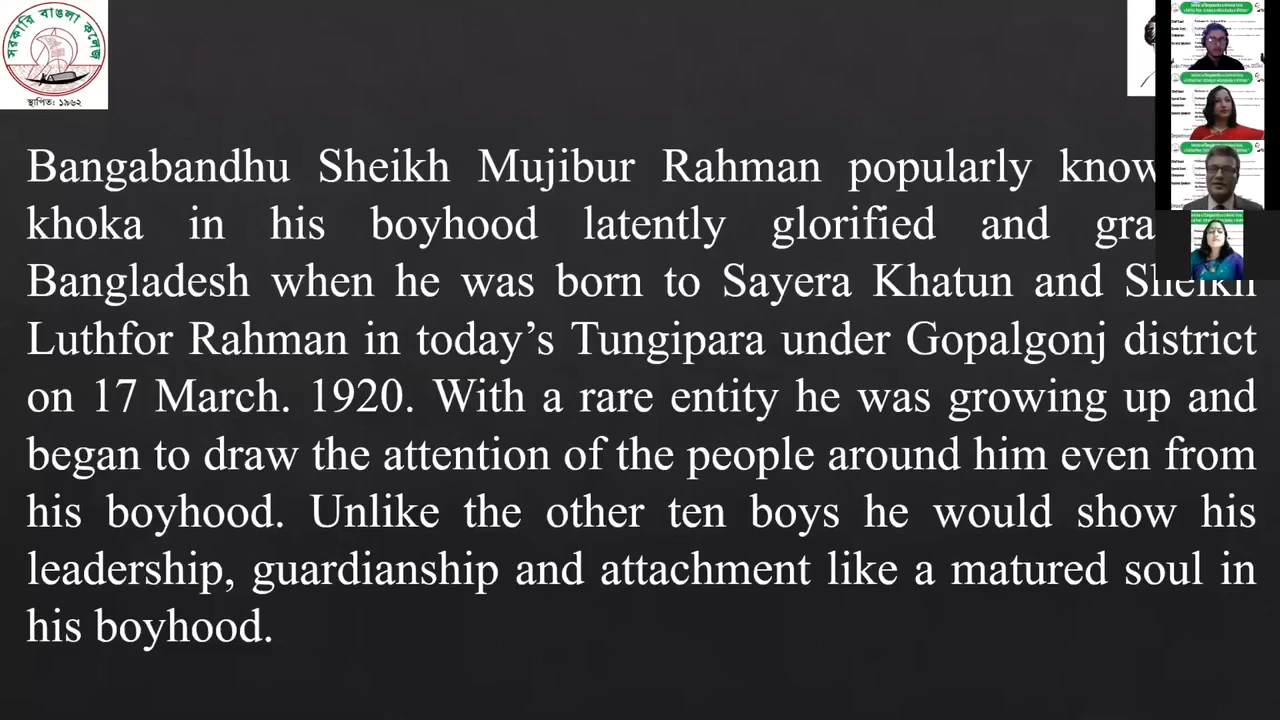 সরকারি বাঙলা কলেজ
স্থাপিত: ১৯৬২
Bangabandhu Sheikh Mujibur Rahman popularly
khoka in his boyhood latently glorified and
Bangladesh when he was born to Sayera Khatun and Sheikh
Luthfor Rahman in today's Tungipara under Gopalgonj district
on 17 March. 1920. With a rare entity he was growing up and
began to draw the attention of the people around him even from
his boyhood. Unlike the other ten boys he would show his
leadership, guardianship and attachment like a matured soul in
his boyhood.